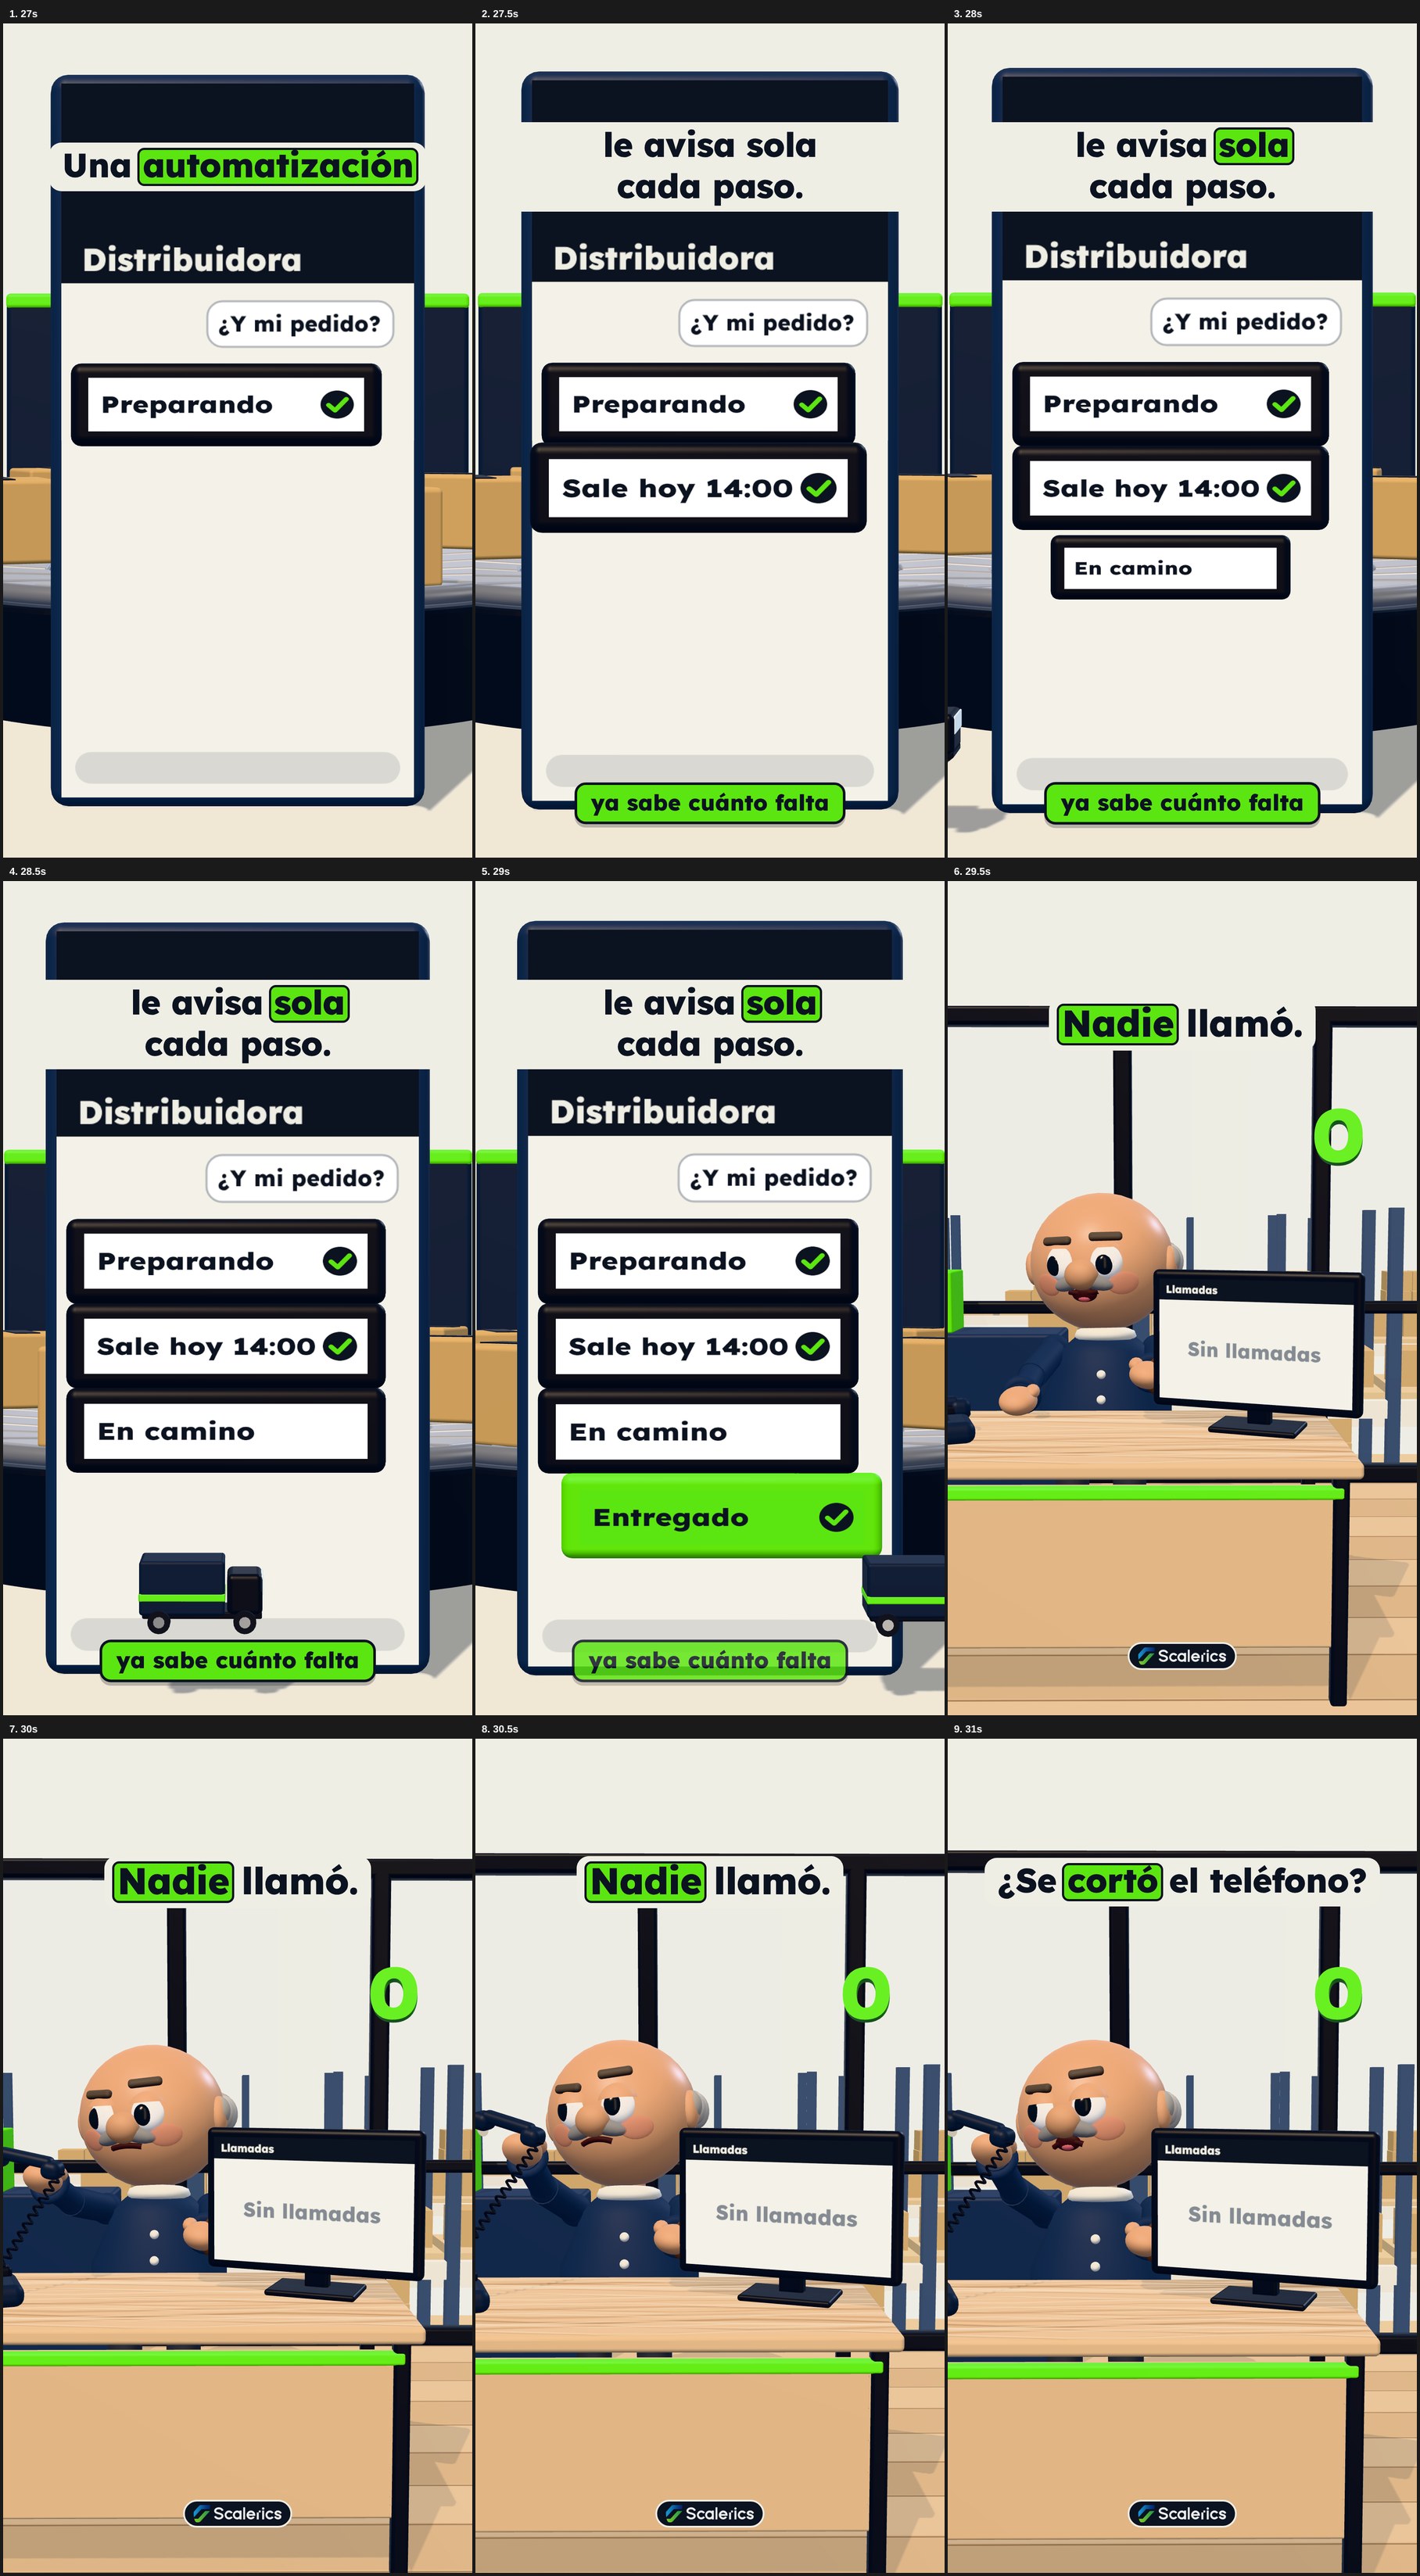 1. 27s
Una automatización
Distribuidora
¿Y mi pedido?
Preparando
2. 27.5s
le avisa sola
cada paso.
Distribuidora
¿Y mi pedido?
Preparando
Sale hoy 14:00
ya sabe cuánto falta
3. 28s
le avisa sola
cada paso.
Distribuidora
¿Y mi pedido?
Preparando
Sale hoy 14:00
En camino
ya sabe cuánto falta
4. 28.5s
le avisa sola
cada paso.
Distribuidora
¿Y mi pedido?
Preparando
Sale hoy 14:00
En camino
ya sabe cuánto falta
5. 29s
le avisa sola
cada paso.
Distribuidora
¿Y mi pedido?
Preparando
Sale hoy 14:00
En camino
Entregado
ya sabe cuánto falta
6. 29.5s
Nadie llamó.
0
Llamadas
Sin llamadas
Scalerics
7. 30s
Nadie llamó.
0
Llamadas
Sin llamadas
Scalerics
8. 30.5s
Nadie llamó.
0
Llamadas
Sin llamadas
Scalerics
9. 31s
¿Se cortó el teléfono?
0
Llamadas
Sin llamadas
Scalerics